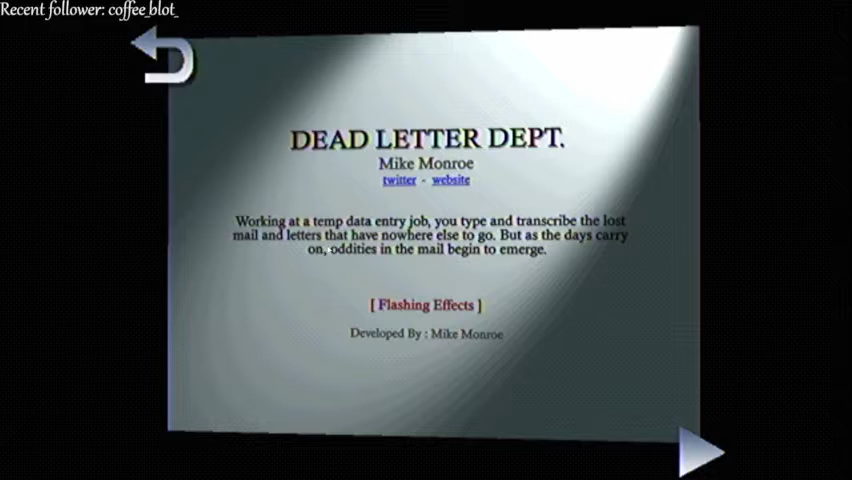 Recent follower: coffee_blot_
DEAD LETTER DEPT.
Mike Monroe
twitter - website
Working at a temp data entry job, you type and transcribe the lost
mail and letters that have nowhere else to go. But as the days carry
on, oddities in the mail begin to emerge.
[ Flashing Effects ]
Developed By : Mike Monroe